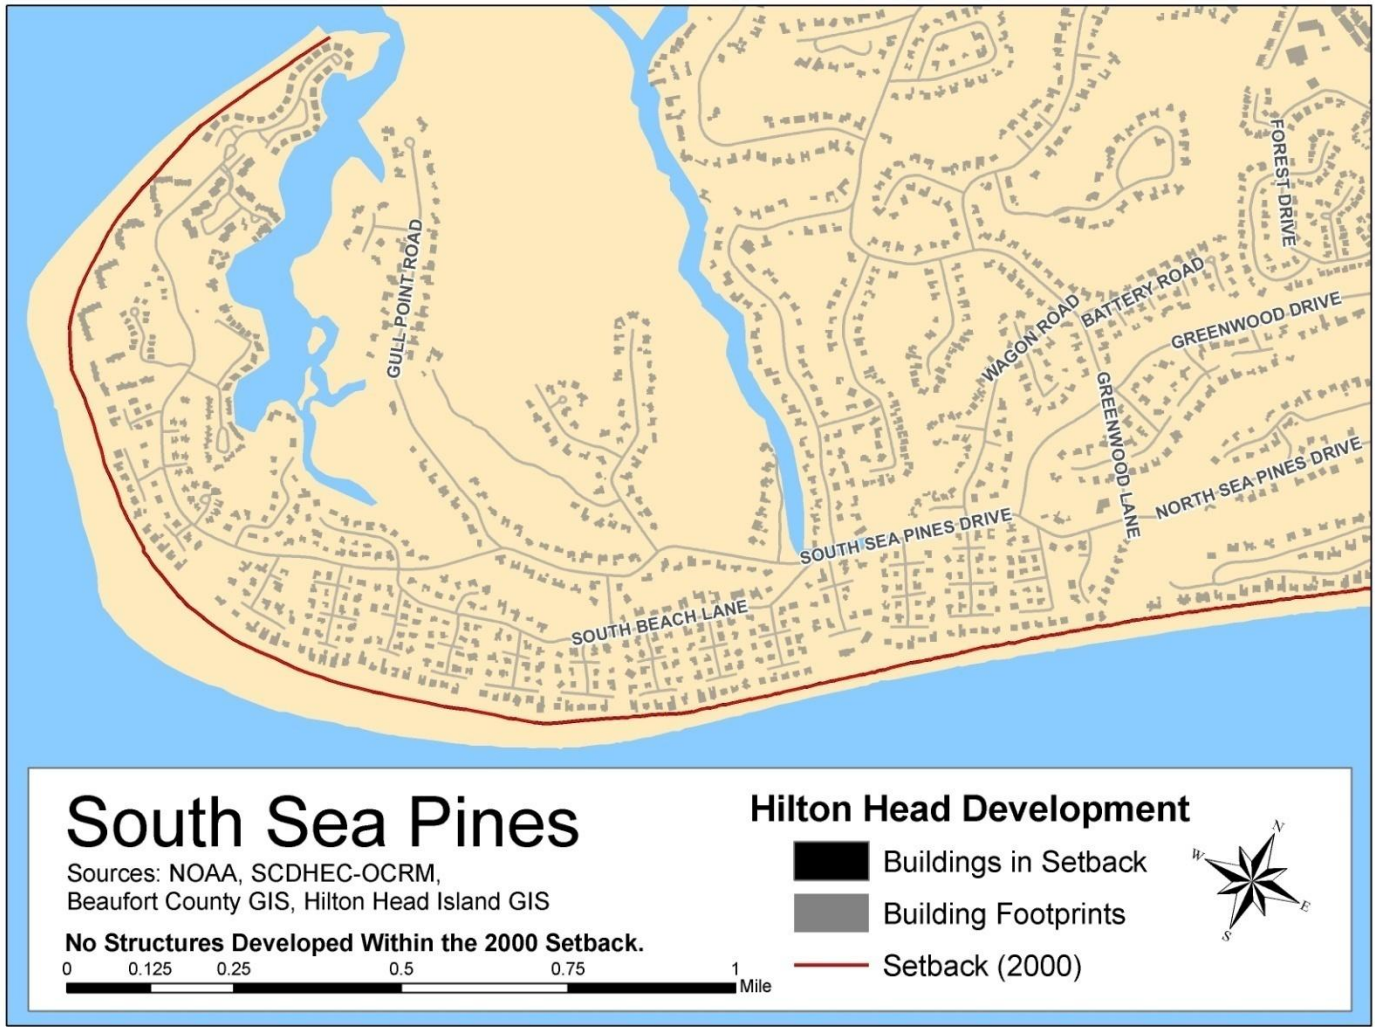 FOREST DRIVE
GULL POINT ROAD
BATTERY ROAD
WAGON ROAD
GREENWOOD DRIVE
GREENWOOD LANE
NORTH SEA PINES DRIVE
SOUTH SEA PINES DRIVE
SOUTH BEACH LANE
South Sea Pines
Sources: NOAA, SCDHEC-OCRM,
Beaufort County GIS, Hilton Head Island GIS
No Structures Developed Within the 2000 Setback.
0 0.125 0.25 0.5 0.75 1
Mile
Hilton Head Development
Buildings in Setback
Building Footprints
Setback (2000)
N
W
E
S